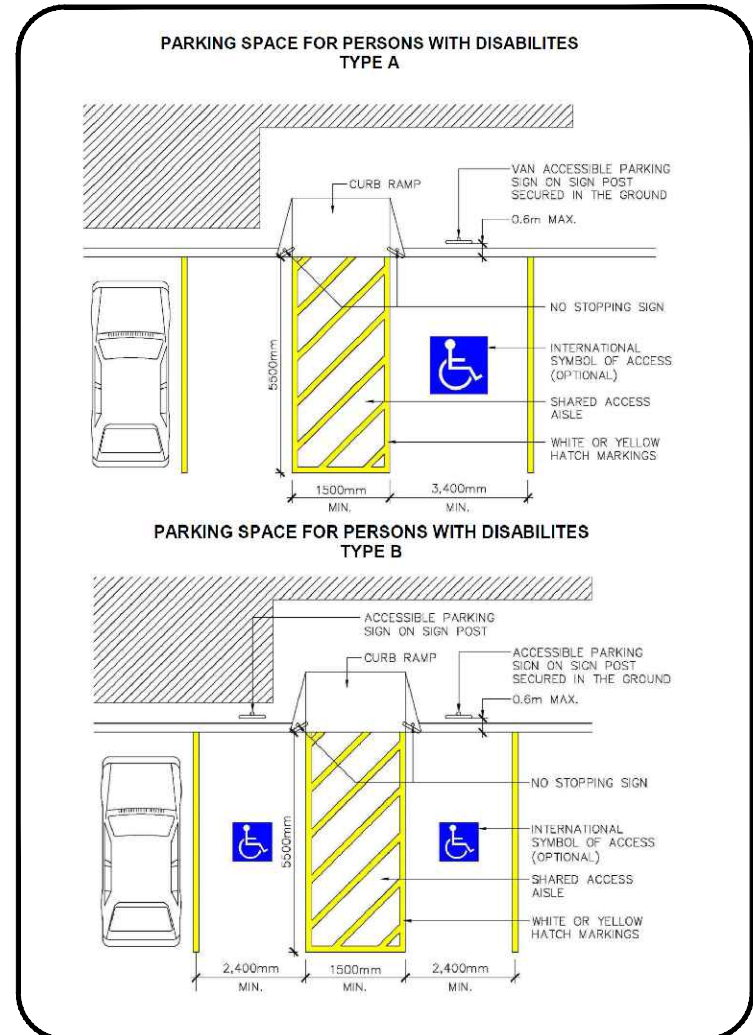 PARKING SPACE FOR PERSONS WITH DISABILITES
TYPE A
CURB RAMP
VAN ACCESSIBLE PARKING
SIGN ON SIGN POST
SECURED IN THE GROUND
0.6m MAX.
NO STOPPING SIGN
INTERNATIONAL
SYMBOL OF ACCESS
(OPTIONAL)
5500mm
SHARED ACCESS
AISLE
WHITE OR YELLOW
HATCH MARKINGS
1500mm
MIN.
3,400mm
MIN.
PARKING SPACE FOR PERSONS WITH DISABILITES
TYPE B
ACCESSIBLE PARKING
SIGN ON SIGN POST
CURB RAMP
ACCESSIBLE PARKING
SIGN ON SIGN POST
SECURED IN THE GROUND
0.6m MAX.
NO STOPPING SIGN
INTERNATIONAL
SYMBOL OF ACCESS
(OPTIONAL)
5500mm
SHARED ACCESS
AISLE
WHITE OR YELLOW
HATCH MARKINGS
2,400mm
MIN.
1500mm
MIN.
2,400mm
MIN.